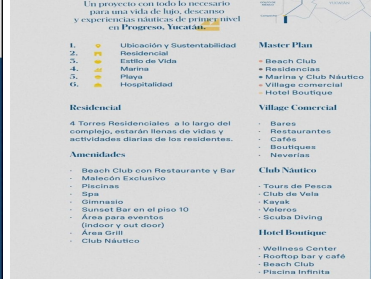 Un proyecto con todo lo necesario
para una vida de lujo, descanso
y experiencias náuticas de primer nivel
en Progreso, Yucatán.
1. Ubicación y Sustentabilidad
2. Residencial
3. Estilo de Vida
4. Marina
5. Playa
6. Hospitalidad
Residencial
4 Torres Residenciales a lo largo del
complejo, estarán llenas de vidas y
actividades diarias de los residentes.
Amenidades
- Beach Club con Restaurante y Bar
- Malecón Exclusivo
- Piscinas
- Spa
- Gimnasio
- Sunset Bar en el piso 10
- Área para eventos
(indoor y out door)
- Área Grill
- Club Náutico
Master Plan
• Beach Club
• Residencias
• Marina y Club Náutico
• Village comercial
• Hotel Boutique
Village Comercial
- Bares
- Restaurantes
- Cafés
- Boutiques
- Neverias
Club Náutico
- Tours de Pesca
- Club de Vela
- Kayak
- Veleros
- Scuba Diving
Hotel Boutique
- Wellness Center
- Rooftop bar y café
- Beach Club
- Piscina Infinita